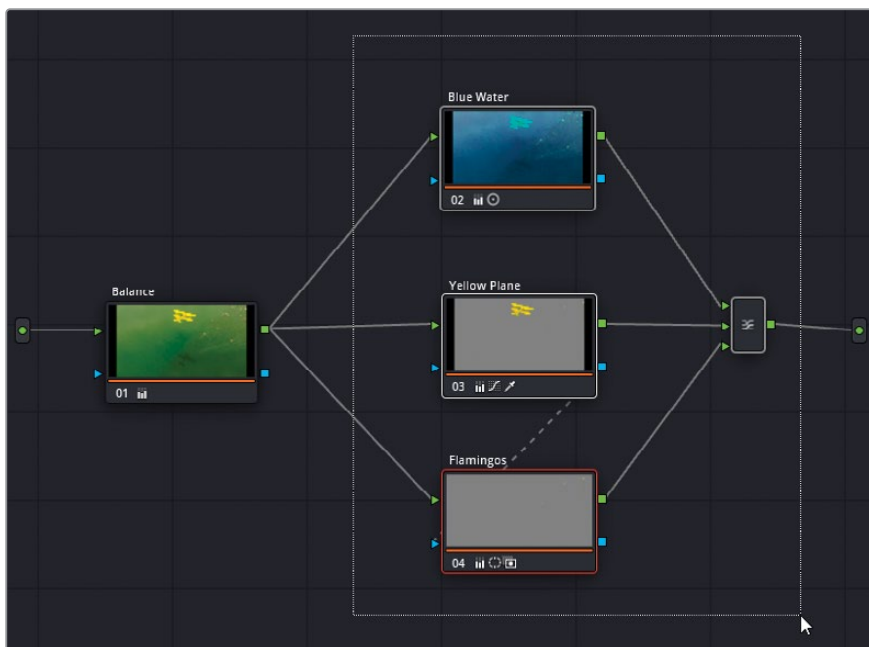 Blue Water
02
Yellow Plane
Balance
03
01
Flamingos
04